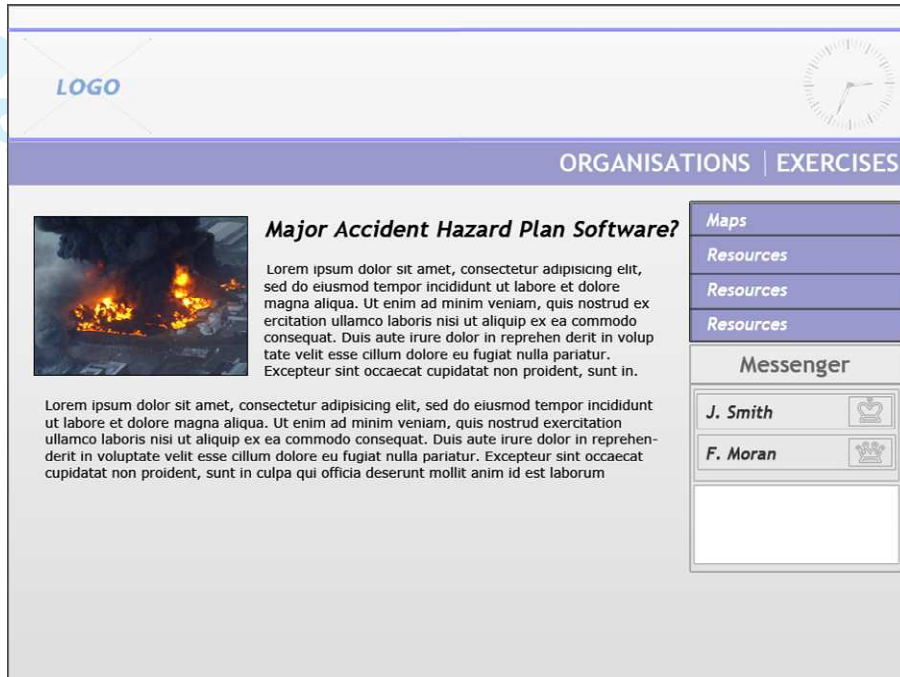 LOGO
ORGANISATIONS | EXERCISES
Major Accident Hazard Plan Software?
Lorem ipsum dolor sit amet, consectetur adipisicing elit,
sed do eiusmod tempor incididunt ut labore et dolore
magna aliqua. Ut enim ad minim veniam, quis nostrud ex
ercitation ullamco laboris nisi ut aliquip ex ea commodo
consequat. Duis aute irure dolor in reprehen derit in volup
tate velit esse cillum dolore eu fugiat nulla pariatur.
Excepteur sint occaecat cupidatat non proident, sunt in.
Lorem ipsum dolor sit amet, consectetur adipisicing elit, sed do eiusmod tempor incididunt
ut labore et dolore magna aliqua. Ut enim ad minim veniam, quis nostrud exercitation
ullamco laboris nisi ut aliquip ex ea commodo consequat. Duis aute irure dolor in reprehen-
derit in voluptate velit esse cillum dolore eu fugiat nulla pariatur. Excepteur sint occaecat
cupidatat non proident, sunt in culpa qui officia deserunt mollit anim id est laborum
Maps
Resources
Resources
Resources
Messenger
J. Smith
F. Moran